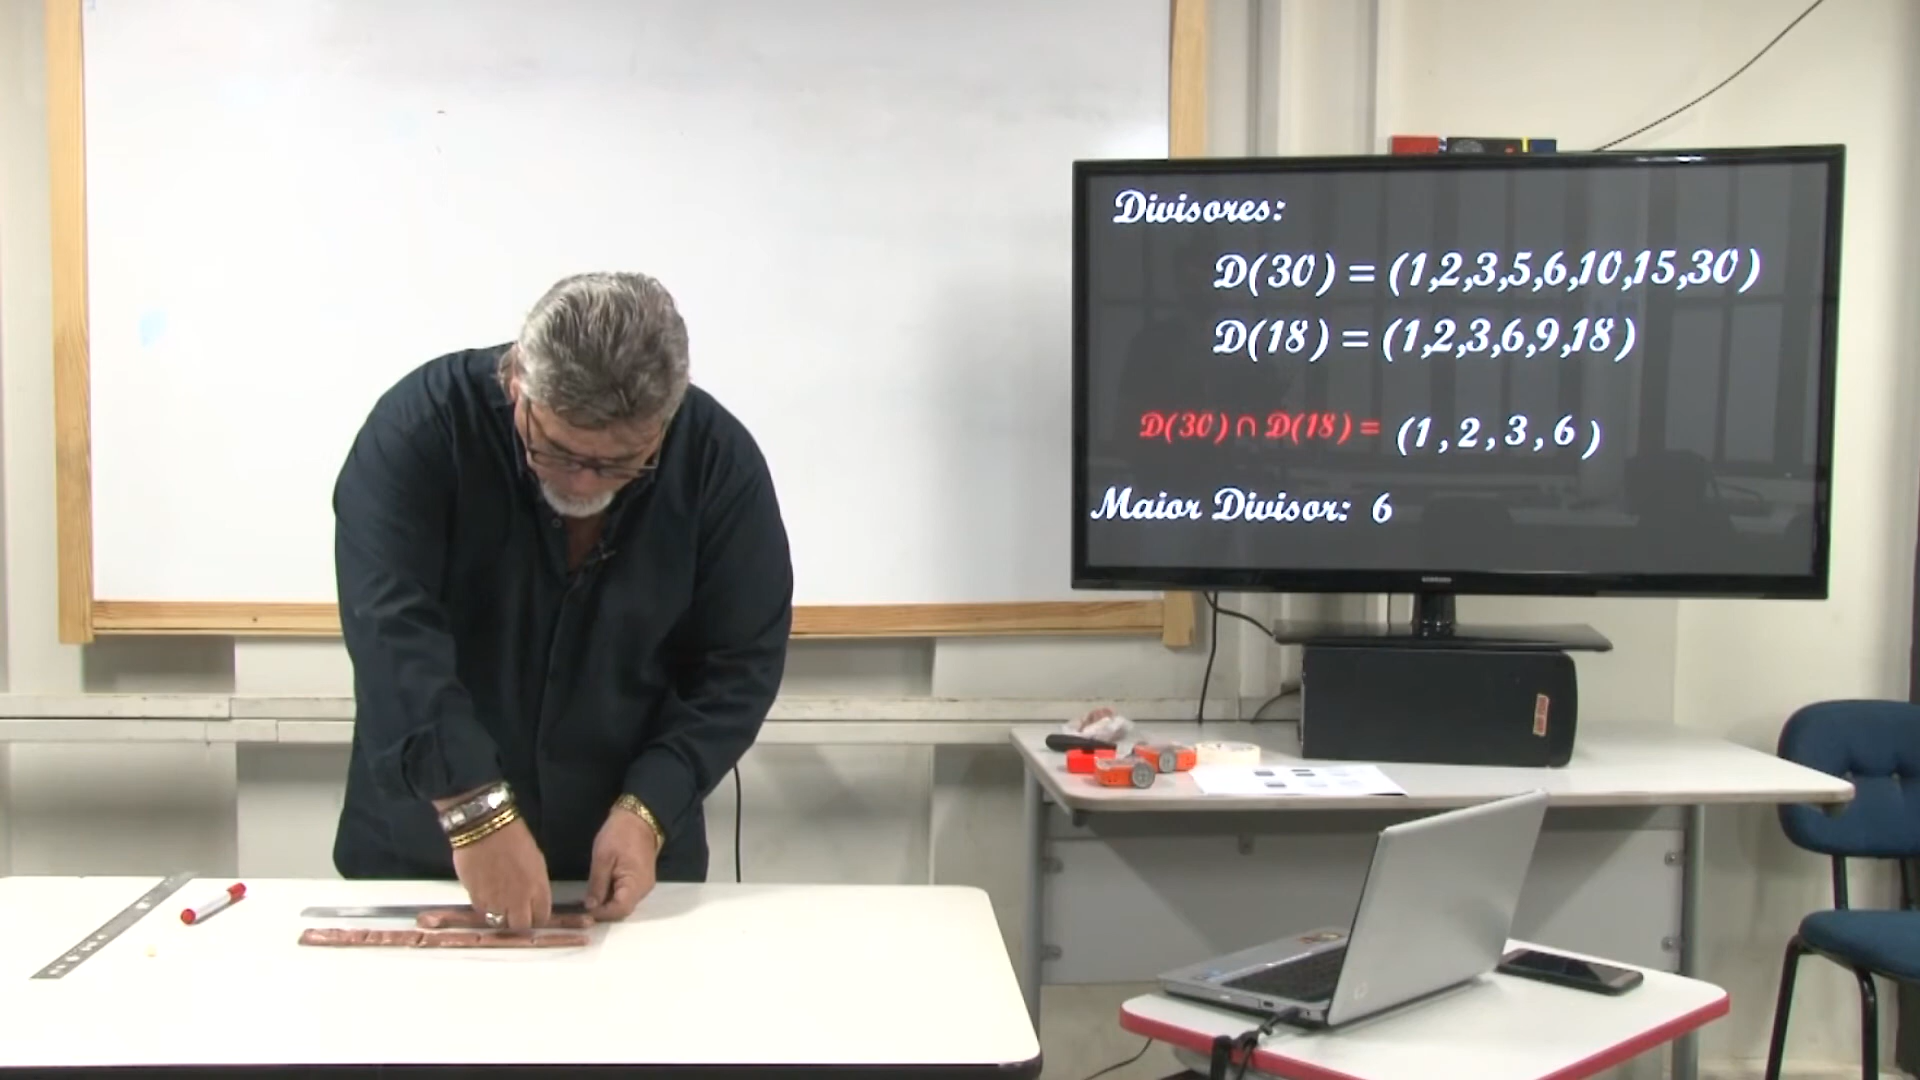 Divisores:
D(30) = (1,2,3,5,6,10,15,30)
D(18) = (1,2,3,6,9,18)
D(30) ∩ D(18) = (1, 2, 3, 6)
Maior Divisor: 6
SAMSUNG